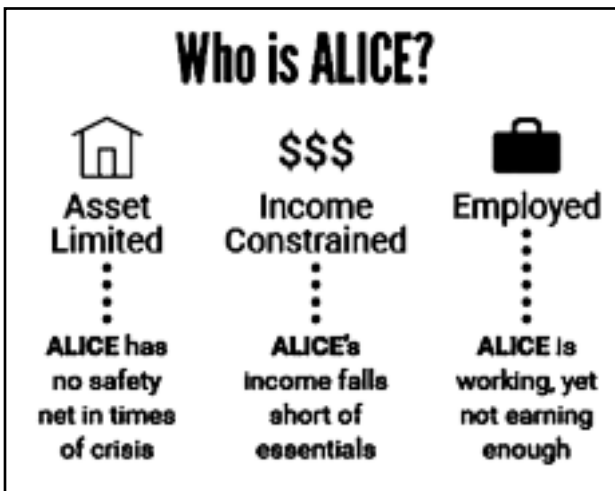 Who is ALICE?
$$$
Asset
Limited
Income
Constrained
Employed
ALICE has
no safety
net in times
of crisis
ALICE's
income falls
short of
essentials
ALICE is
working, yet
not earning
enough